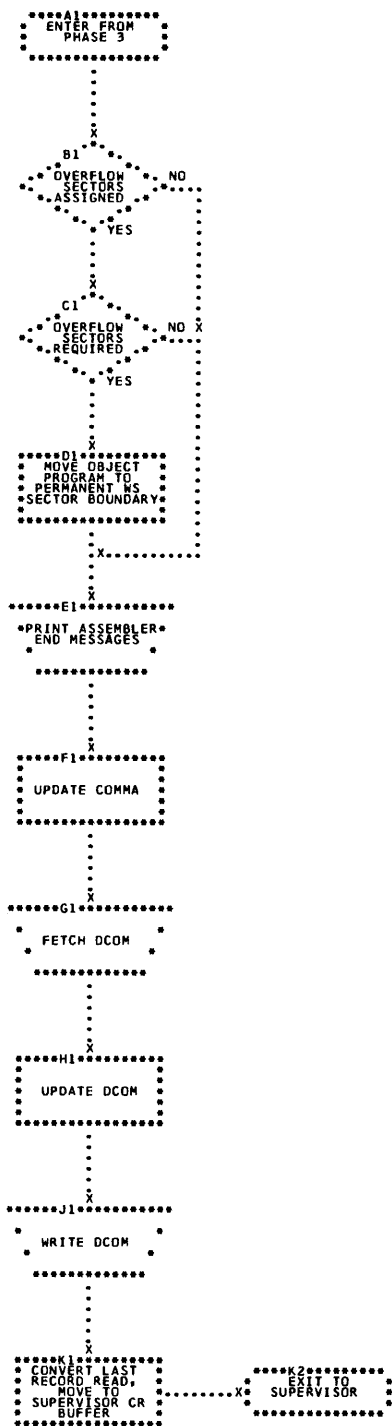 A1
ENTER FROM
PHASE 3
B1
OVERFLOW
SECTORS
ASSIGNED
NO
YES
C1
OVERFLOW
SECTORS
REQUIRED
NO
YES
D1
MOVE OBJECT
PROGRAM TO
PERMANENT WS
SECTOR BOUNDARY
E1
PRINT ASSEMBLER
END MESSAGES
F1
UPDATE COMMA
G1
FETCH DCOM
H1
UPDATE DCOM
J1
WRITE DCOM
K1
CONVERT LAST
RECORD READ,
MOVE TO
SUPERVISOR CR
BUFFER
K2
EXIT TO
SUPERVISOR